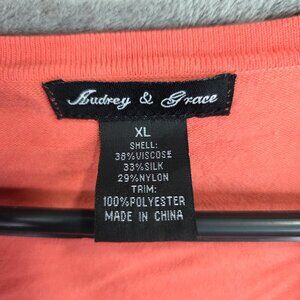 Audrey & Grace
XL
SHELL:
38%VISCOSE
33%SILK
29%NYLON
TRIM:
100%POLYESTER
MADE IN CHINA